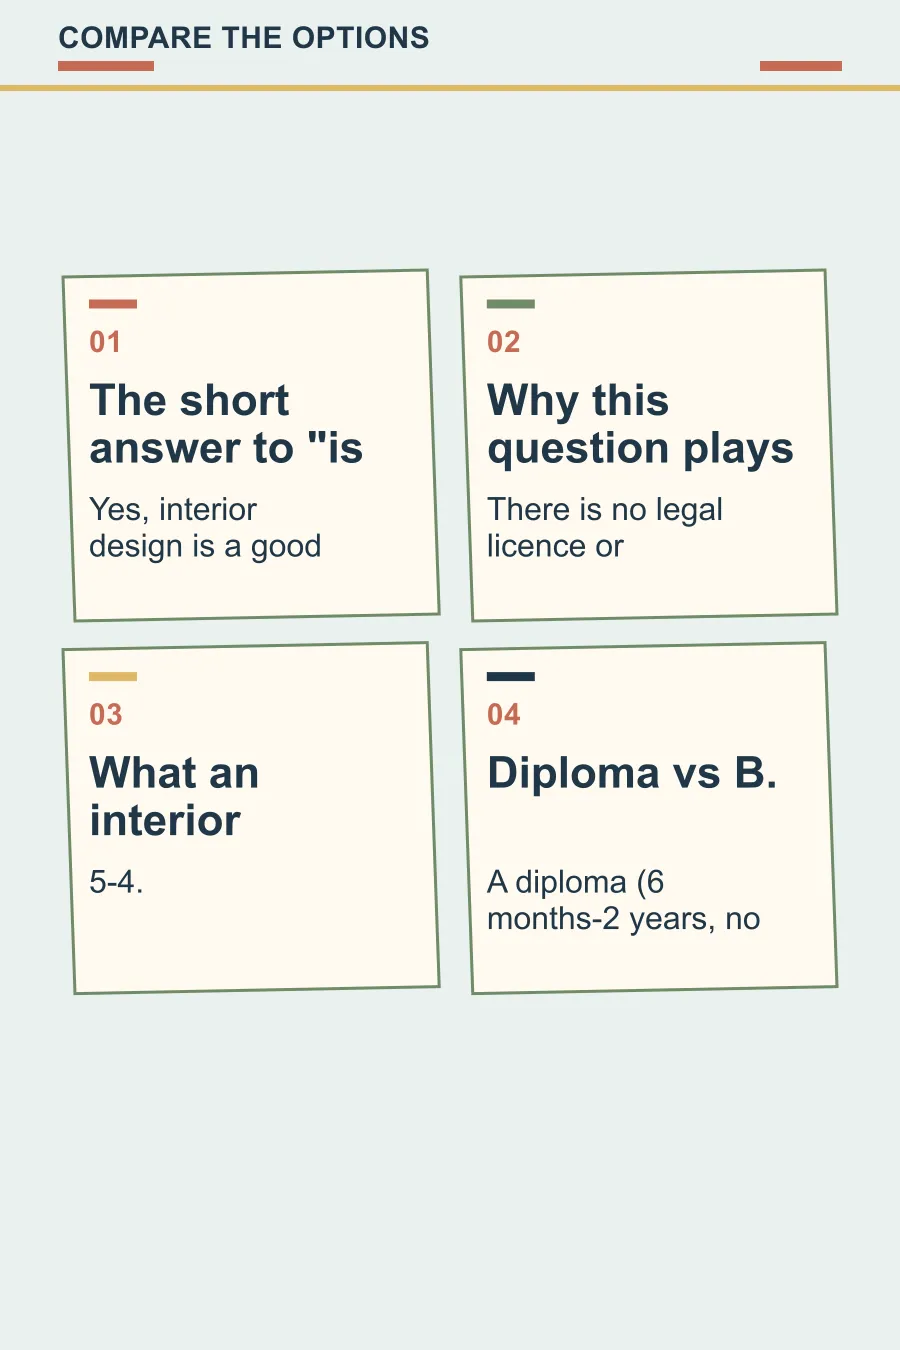 COMPARE THE OPTIONS
01
The short
answer to "is
Yes, interior
design is a good
02
Why this
question plays
There is no legal
licence or
03
What an
interior
5-4.
04
Diploma vs B.
A diploma (6
months-2 years, no